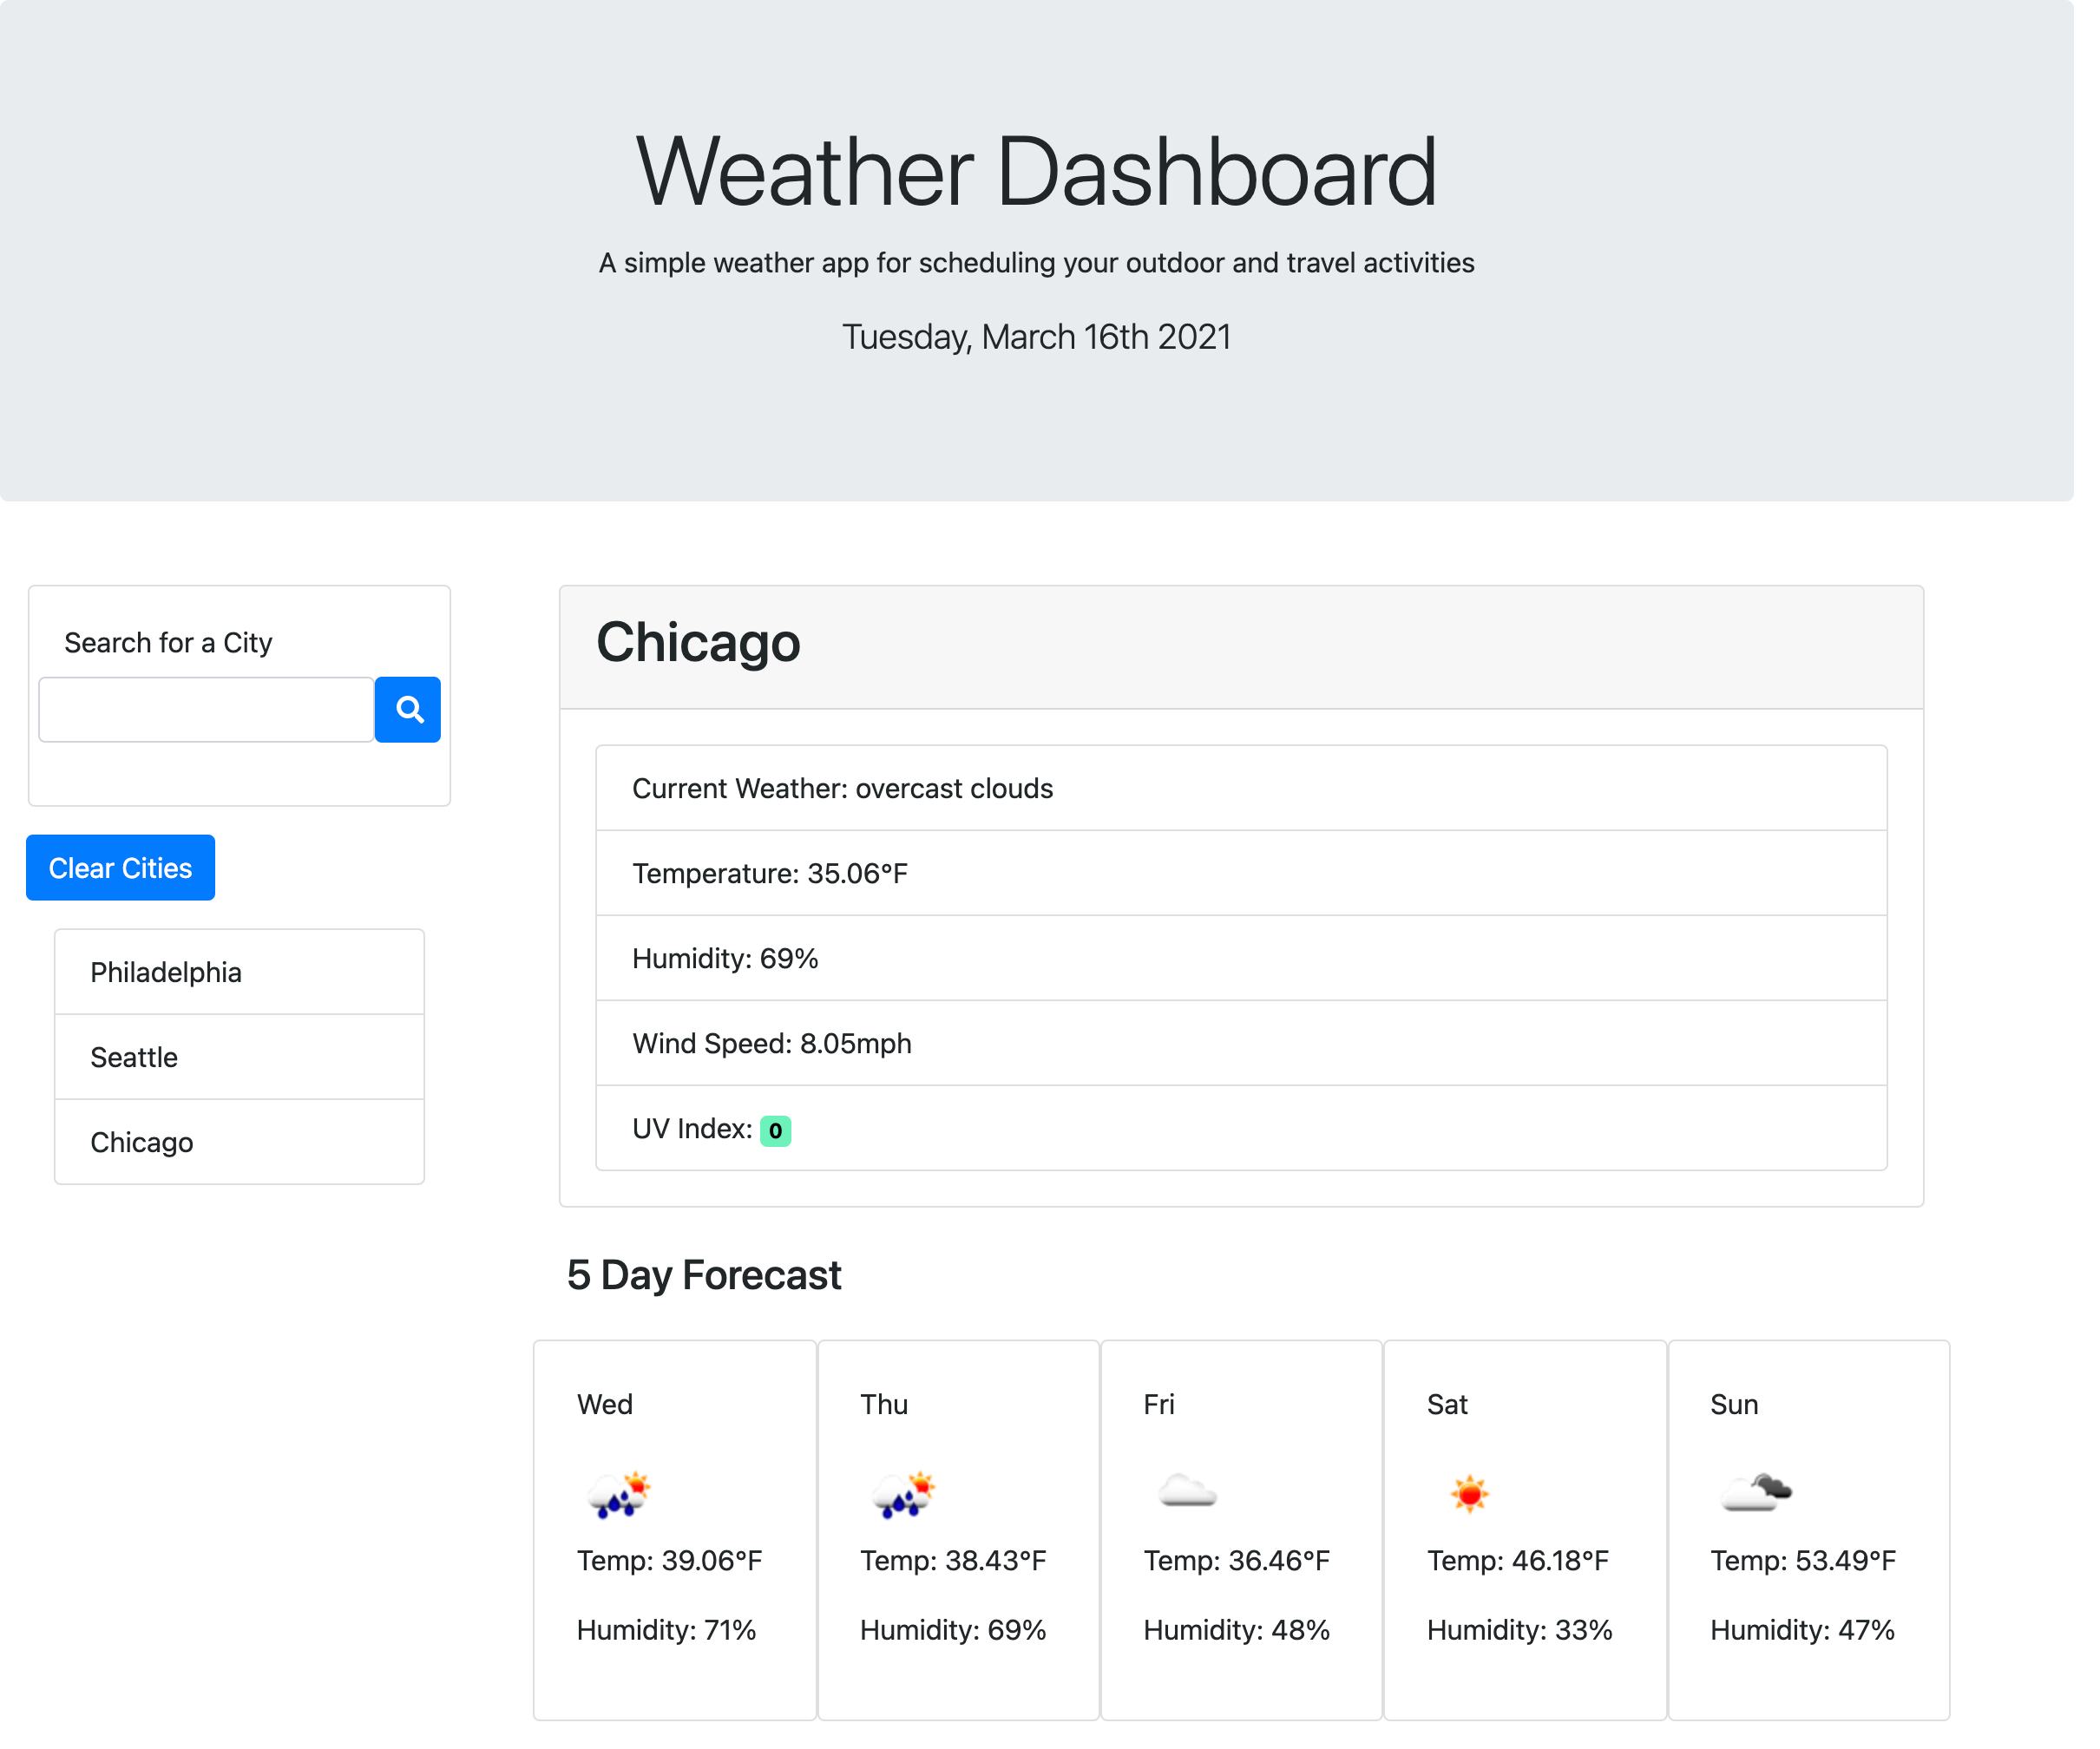 Weather Dashboard
A simple weather app for scheduling your outdoor and travel activities
Tuesday, March 16th 2021
Search for a City
Clear Cities
Philadelphia
Seattle
Chicago
Chicago
Current Weather: overcast clouds
Temperature: 35.06°F
Humidity: 69%
Wind Speed: 8.05mph
UV Index: 0
5 Day Forecast
Wed
Temp: 39.06°F
Humidity: 71%
Thu
Temp: 38.43°F
Humidity: 69%
Fri
Temp: 36.46°F
Humidity: 48%
Sat
Temp: 46.18°F
Humidity: 33%
Sun
Temp: 53.49°F
Humidity: 47%